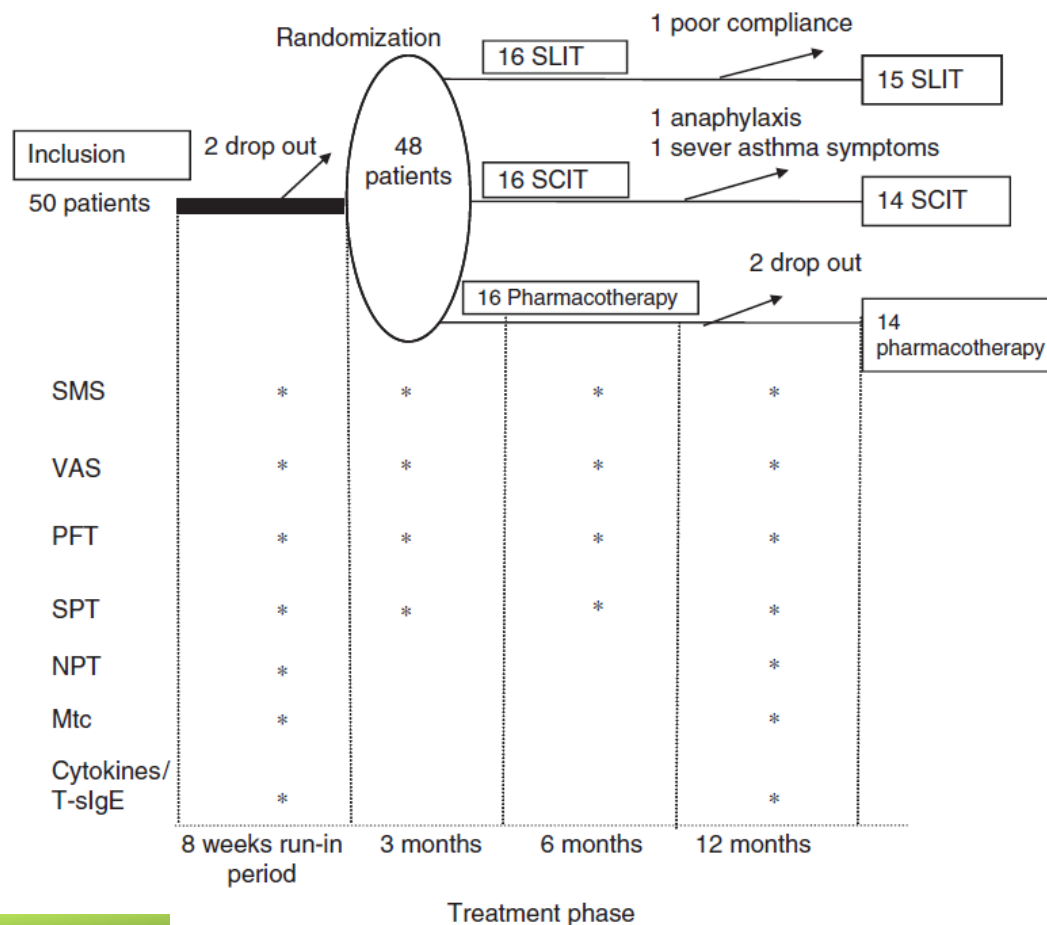 Randomization
1 poor compliance
16 SLIT
15 SLIT
Inclusion
2 drop out
48
patients
1 anaphylaxis
1 sever asthma symptoms
16 SCIT
50 patients
14 SCIT
2 drop out
16 Pharmacotherapy
14
pharmacotherapy
SMS * * * *
VAS * * * *
PFT * * * *
SPT * * * *
NPT * *
Mtc * *
Cytokines/
T-sIgE * *
8 weeks run-in
period
3 months
6 months
12 months
Treatment phase